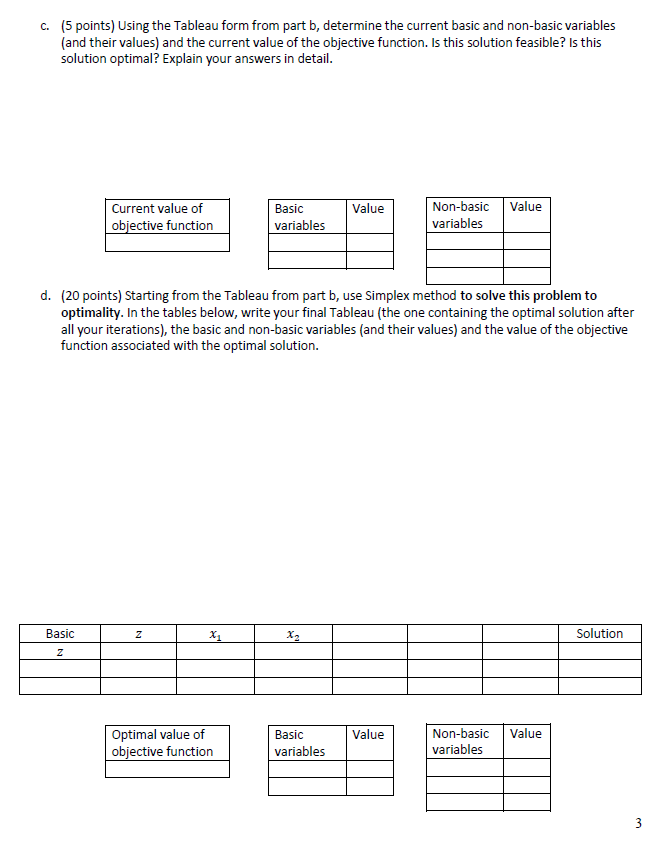 c. (5 points) Using the Tableau form from part b, determine the current basic and non-basic variables
(and their values) and the current value of the objective function. Is this solution feasible? Is this
solution optimal? Explain your answers in detail.
Current value of
objective function
Basic
variables
Value
Non-basic
variables
Value
d. (20 points) Starting from the Tableau from part b, use Simplex method to solve this problem to
optimality. In the tables below, write your final Tableau (the one containing the optimal solution after
all your iterations), the basic and non-basic variables (and their values) and the value of the objective
function associated with the optimal solution.
Basic z x₁ x₂ Solution
z
Optimal value of
objective function
Basic
variables
Value
Non-basic
variables
Value
3